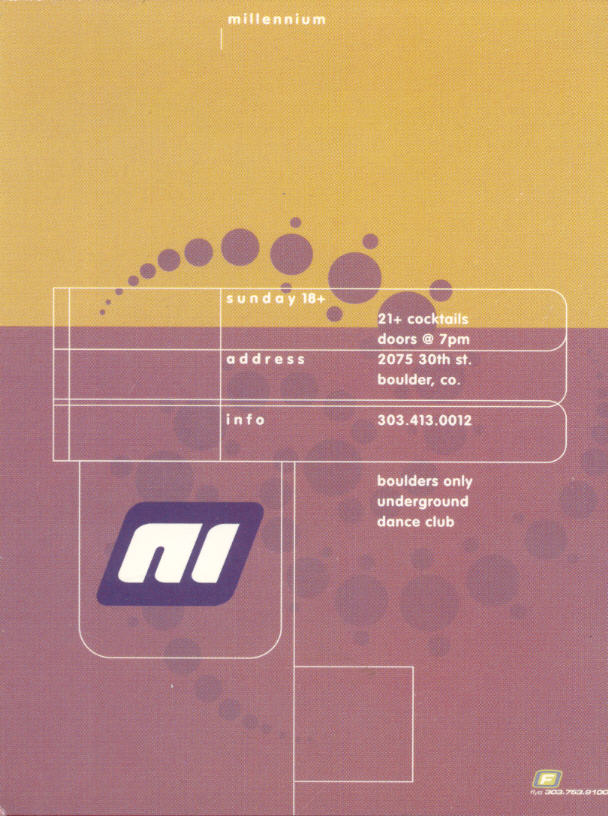 millennium
sunday 18+
21+ cocktails
doors @ 7pm
address
2075 30th st.
boulder, co.
info
303.413.0012
boulders only
underground
dance club
F
flyo 303.753.9100